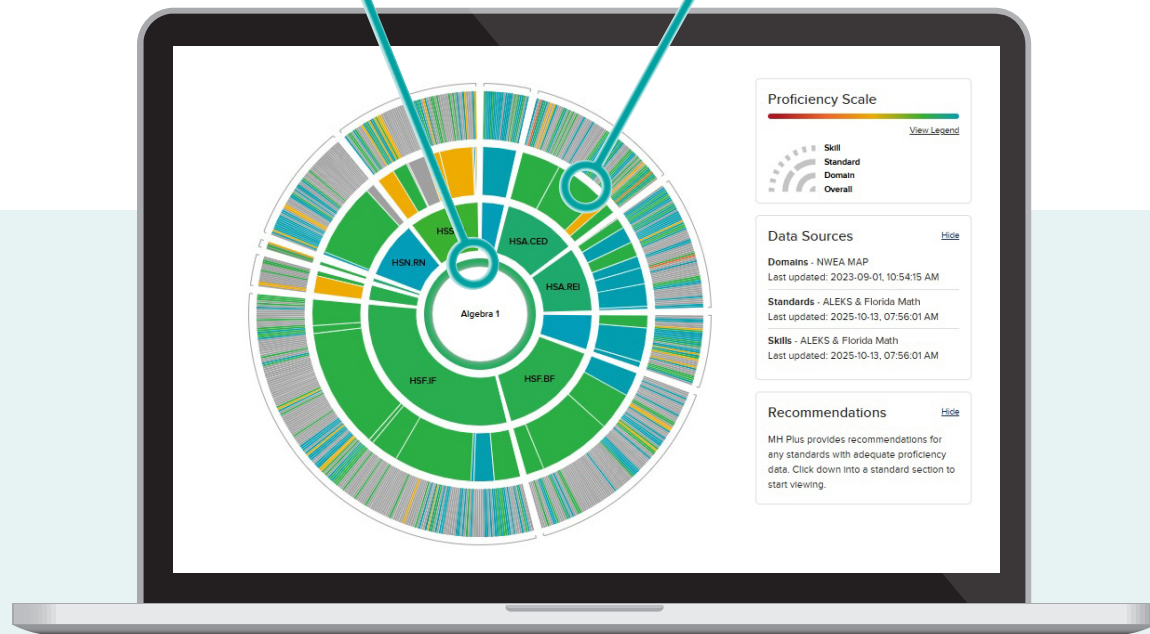 HSS
HSA.CED
HSN.RN
HSA.REI
Algebra 1
HSF.IF
HSF.BF
Proficiency Scale
View Legend
Skill
Standard
Domain
Overall
Data Sources
Hide
Domains - NWEA MAP
Last updated: 2023-09-01, 10:54:15 AM
Standards - ALEKS & Florida Math
Last updated: 2025-10-13, 07:56:01 AM
Skills - ALEKS & Florida Math
Last updated: 2025-10-13, 07:56:01 AM
Recommendations
Hide
MH Plus provides recommendations for
any standards with adequate proficiency
data. Click down into a standard section to
start viewing.